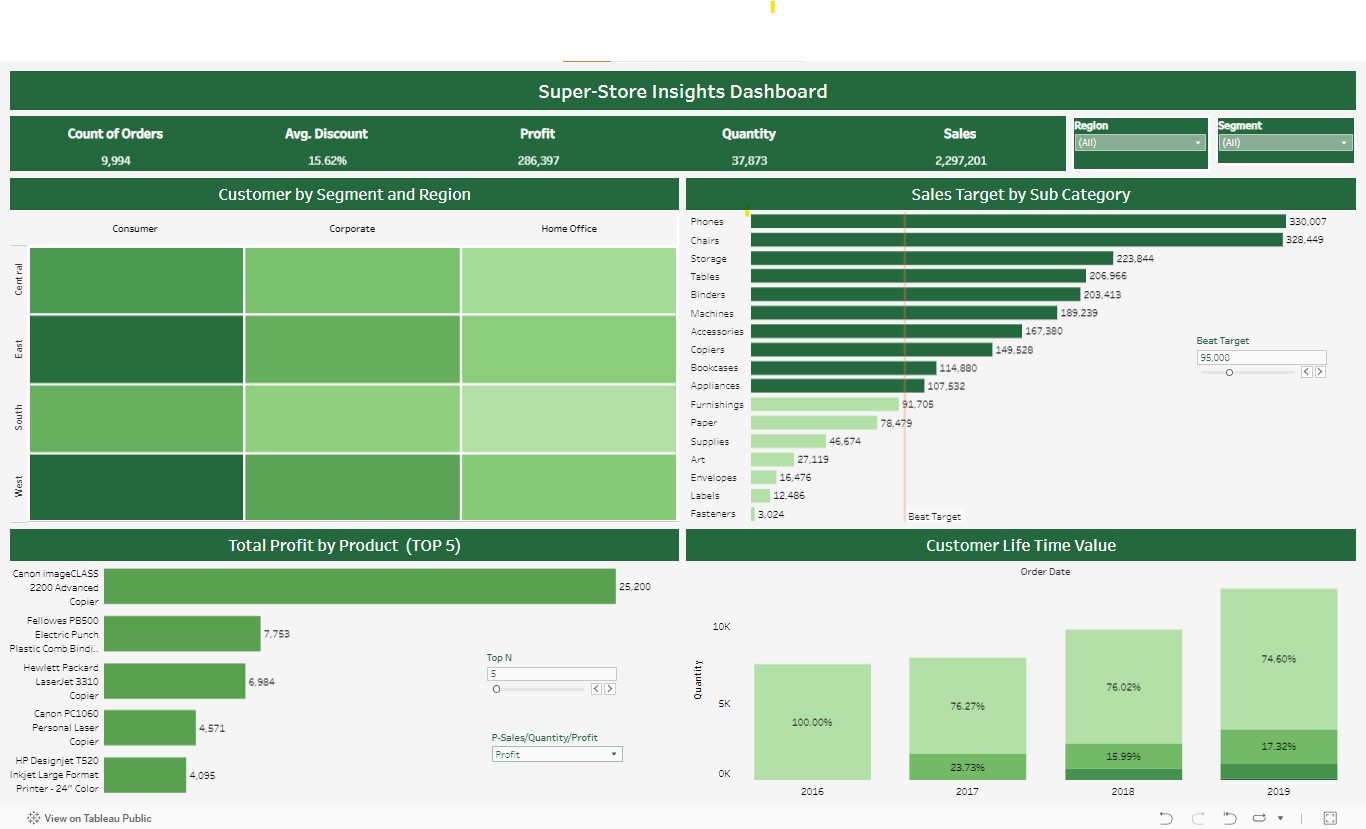 Super-Store Insights Dashboard
Count of Orders
Avg. Discount
Profit
Quantity
Sales
9,994
15.62%
286,397
37,873
2,297,201
Region
(All)
Segment
(All)
Customer by Segment and Region
Consumer
Corporate
Home Office
Central
East
South
West
Sales Target by Sub Category
Phones 330,007
Chairs 328,449
Storage 223,844
Tables 206,966
Binders 203,413
Machines 189,239
Accessories 167,380
Copiers 149,528
Bookcases 114,880
Appliances 107,532
Furnishings 91,705
Paper 78,479
Supplies 46,674
Art 27,119
Envelopes 16,476
Labels 12,486
Fasteners 3,024
Beat Target
Beat Target
95,000
Total Profit by Product (TOP 5)
Canon imageCLASS
2200 Advanced
Copier
25,200
Fellowes PB500
Electric Punch
Plastic Comb Bindi..
7,753
Hewlett Packard
LaserJet 3310
Copier
6,984
Canon PC1060
Personal Laser
Copier
4,571
HP Designjet T520
Inkjet Large Format
Printer - 24" Color
4,095
Top N
5
P-Sales/Quantity/Profit
Profit
Customer Life Time Value
Order Date
Quantity
10K
5K
0K
100.00%
76.27%
23.73%
76.02%
15.99%
74.60%
17.32%
2016
2017
2018
2019
View on Tableau Public